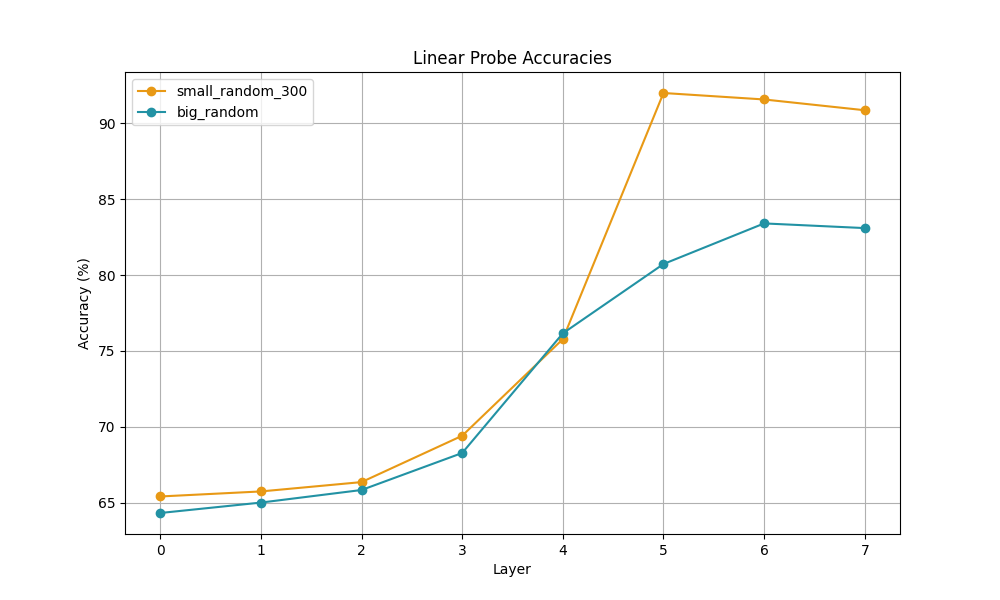 Linear Probe Accuracies
small_random_300
big_random
Accuracy (%)
90
85
80
75
70
65
0 1 2 3 4 5 6 7
Layer